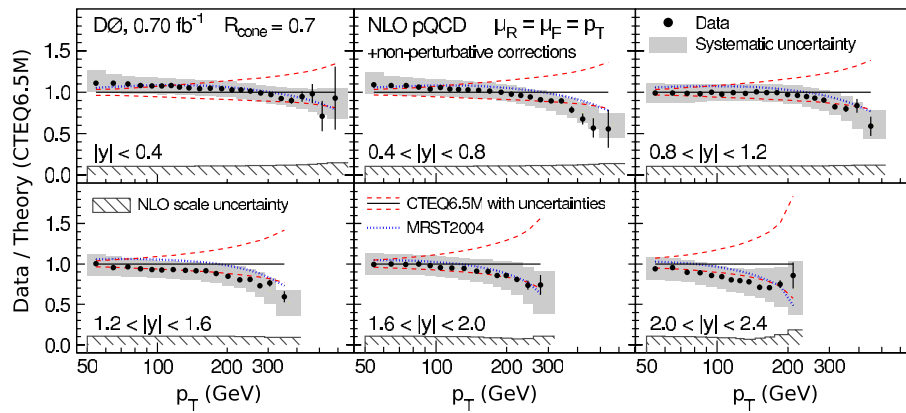 DØ, 0.70 fb⁻¹ R_cone = 0.7
NLO pQCD μ_R = μ_F = p_T
+non-perturbative corrections
Data
Systematic uncertainty
1.5
1.0
0.5
0.0
|y| < 0.4
0.4 < |y| < 0.8
0.8 < |y| < 1.2
Data / Theory (CTEQ6.5M)
NLO scale uncertainty
CTEQ6.5M with uncertainties
MRST2004
1.5
1.0
0.5
0.0
1.2 < |y| < 1.6
1.6 < |y| < 2.0
2.0 < |y| < 2.4
50 100 200 300
50 100 200 300
50 100 200 300
p_T (GeV)
p_T (GeV)
p_T (GeV)